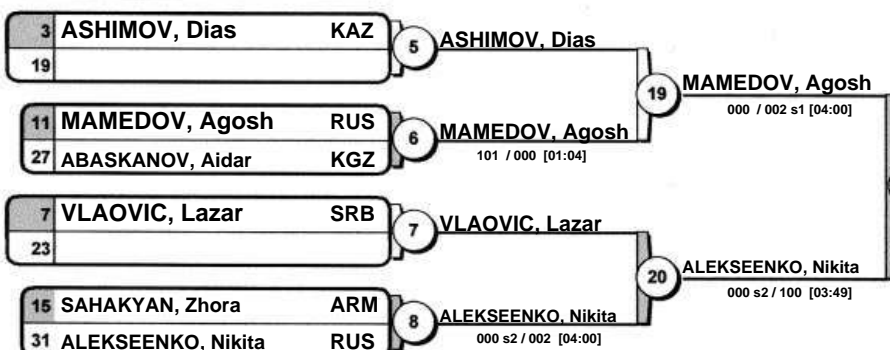 3 ASHIMOV, Dias KAZ
19
5
ASHIMOV, Dias
11 MAMEDOV, Agosh RUS
27 ABASKANOV, Aidar KGZ
6
MAMEDOV, Agosh
101 / 000 [01:04]
19
MAMEDOV, Agosh
000 / 002 s1 [04:00]
7 VLAOVIC, Lazar SRB
23
7
VLAOVIC, Lazar
15 SAHAKYAN, Zhora ARM
31 ALEKSEENKO, Nikita RUS
8
ALEKSEENKO, Nikita
000 s2 / 002 [04:00]
20
ALEKSEENKO, Nikita
000 s2 / 100 [03:49]